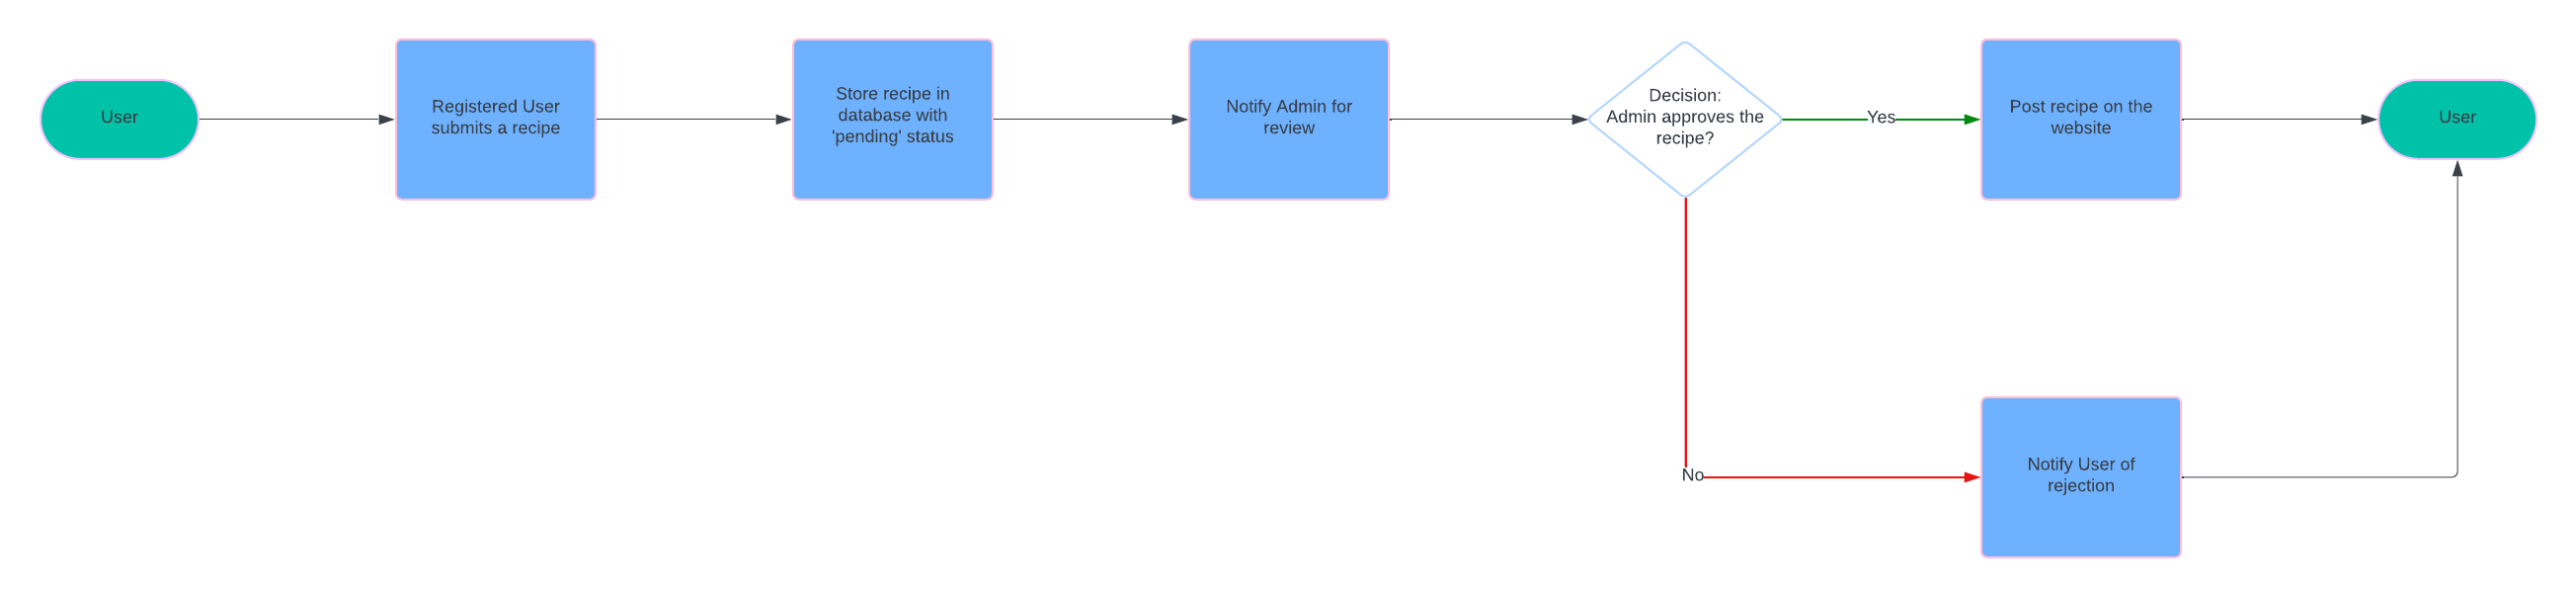 User
Registered User
submits a recipe
Store recipe in
database with
'pending' status
Notify Admin for
review
Decision:
Admin approves the
recipe?
Yes
Post recipe on the
website
User
No
Notify User of
rejection